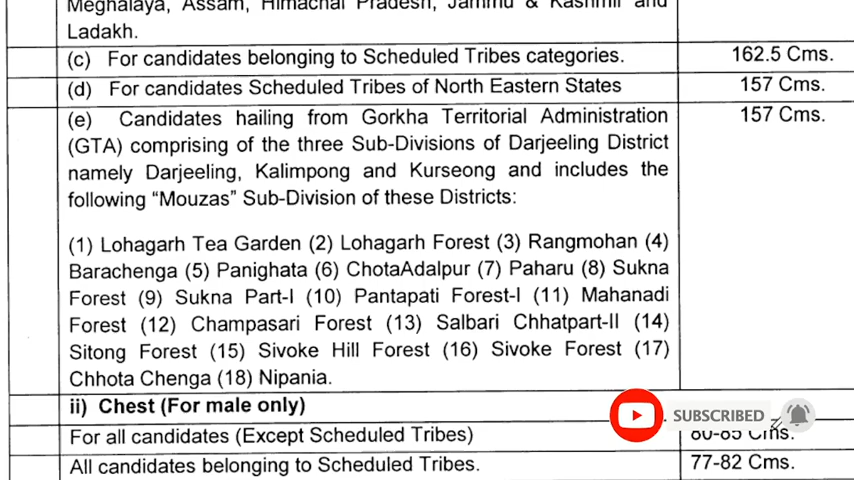 Meghalaya, Assam, Himachal Pradesh, Jammu & Kashmir and
Ladakh.
(c) For candidates belonging to Scheduled Tribes categories. 162.5 Cms.
(d) For candidates Scheduled Tribes of North Eastern States 157 Cms.
(e) Candidates hailing from Gorkha Territorial Administration 157 Cms.
(GTA) comprising of the three Sub-Divisions of Darjeeling District
namely Darjeeling, Kalimpong and Kurseong and includes the
following “Mouzas” Sub-Division of these Districts:
(1) Lohagarh Tea Garden (2) Lohagarh Forest (3) Rangmohan (4)
Barachenga (5) Panighata (6) ChotaAdalpur (7) Paharu (8) Sukna
Forest (9) Sukna Part-I (10) Pantapati Forest-I (11) Mahanadi
Forest (12) Champasari Forest (13) Salbari Chhatpart-II (14)
Sitong Forest (15) Sivoke Hill Forest (16) Sivoke Forest (17)
Chhota Chenga (18) Nipania.
ii) Chest (For male only)
SUBSCRIBED
For all candidates (Except Scheduled Tribes) 80-85 Cms.
All candidates belonging to Scheduled Tribes. 77-82 Cms.